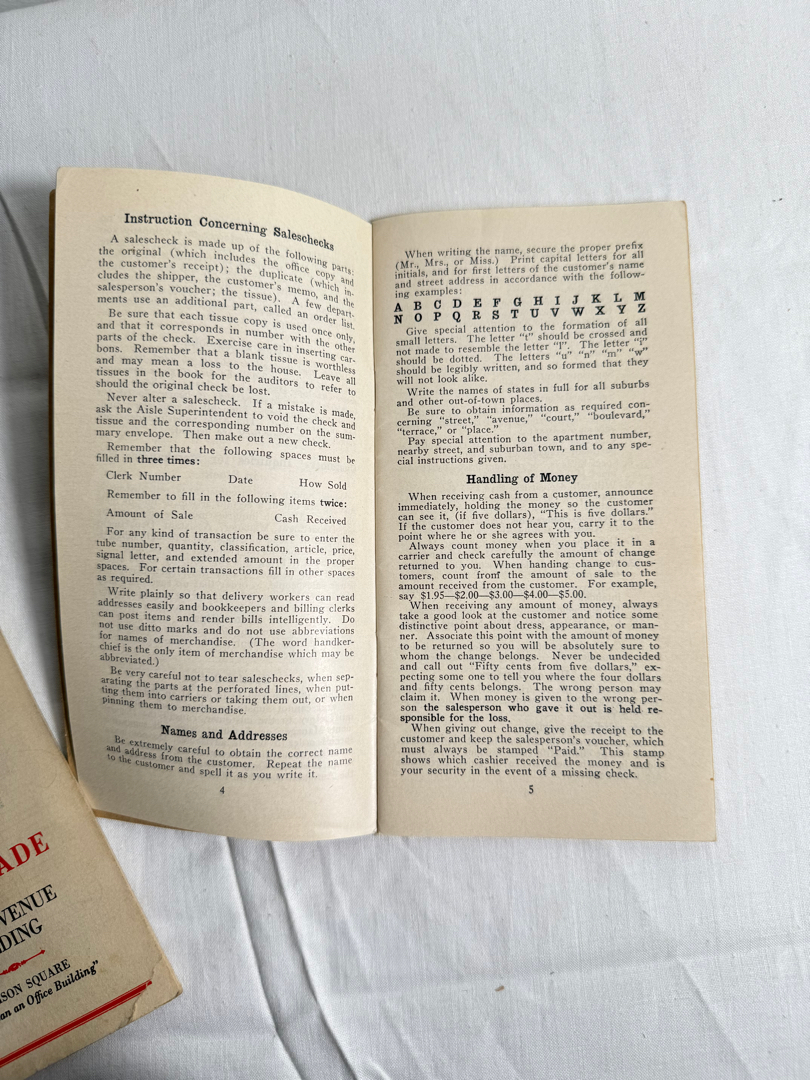 Instruction Concerning Saleschecks
A salescheck is made up of the following parts:
the original (which includes the office copy and
the customer's receipt); the duplicate (which in-
cludes the shipper, the customer's memo, and the
salesperson's voucher; the tissue). A few depart-
ments use an additional part, called an order list.
Be sure that each tissue copy is used once only,
and that it corresponds in number with the other
parts of the check. Exercise care in inserting car-
bons. Remember that a blank tissue is worthless
and may mean a loss to the house. Leave all
tissues in the book for the auditors to refer to
should the original check be lost.
Never alter a salescheck. If a mistake is made,
ask the Aisle Superintendent to void the check and
tissue and the corresponding number on the sum-
mary envelope. Then make out a new check.
Remember that the following spaces must be
filled in three times:
Clerk Number Date How Sold
Remember to fill in the following items twice:
Amount of Sale Cash Received
For any kind of transaction be sure to enter the
tube number, quantity, classification, article, price,
signal letter, and extended amount in the proper
spaces. For certain transactions fill in other spaces
as required.
Write plainly so that delivery workers can read
addresses easily and bookkeepers and billing clerks
can post items and render bills intelligently. Do
not use ditto marks and do not use abbreviations
for names of merchandise. (The word handker-
chief is the only item of merchandise which may be
abbreviated.)
Be very careful not to tear saleschecks, when sep-
arating the parts at the perforated lines, when put-
ting them into carriers or taking them out, or when
pinning them to merchandise.
Names and Addresses
Be extremely careful to obtain the correct name
and address from the customer. Repeat the name
to the customer and spell it as you write it.
4
When writing the name, secure the proper prefix
(Mr., Mrs., or Miss.) Print capital letters for all
initials, and for first letters of the customer's name
and street address in accordance with the follow-
ing examples:
A B C D E F G H I J K L M
N O P Q R S T U V W X Y Z
Give special attention to the formation of all
small letters. The letter "t" should be crossed and
not made to resemble the letter "l". The letter "i"
should be dotted. The letters "u" "n" "m" "w"
should be legibly written, and so formed that they
will not look alike.
Write the names of states in full for all suburbs
and other out-of-town places.
Be sure to obtain information as required con-
cerning "street," "avenue," "court," "boulevard,"
"terrace," or "place."
Pay special attention to the apartment number,
nearby street, and suburban town, and to any spe-
cial instructions given.
Handling of Money
When receiving cash from a customer, announce
immediately, holding the money so the customer
can see it, (if five dollars), "This is five dollars."
If the customer does not hear you, carry it to the
point where he or she agrees with you.
Always count money when you place it in a
carrier and check carefully the amount of change
returned to you. When handing change to cus-
tomers, count from the amount of sale to the
amount received from the customer. For example,
say $1.95—$2.00—$3.00—$4.00—$5.00.
When receiving any amount of money, always
take a good look at the customer and notice some
distinctive point about dress, appearance, or man-
ner. Associate this point with the amount of money
to be returned so you will be absolutely sure to
whom the change belongs. Never be undecided
and call out "Fifty cents from five dollars," ex-
pecting some one to tell you where the four dollars
and fifty cents belongs. The wrong person may
claim it. When money is given to the wrong per-
son the salesperson who gave it out is held re-
sponsible for the loss.
When giving out change, give the receipt to the
customer and keep the salesperson's voucher, which
must always be stamped "Paid." This stamp
shows which cashier received the money and is
your security in the event of a missing check.
5
ADE
VENUE
DING
SON SQUARE
an an Office Building"